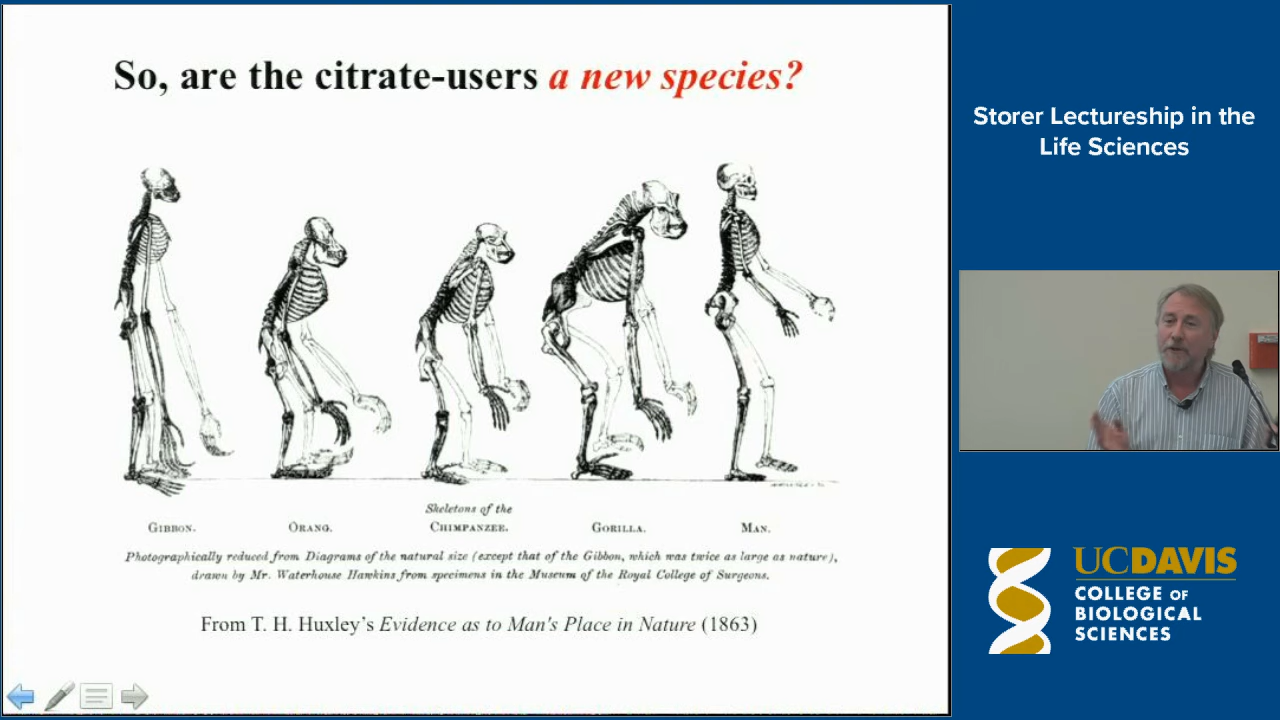 So, are the citrate-users a new species?
Skeletons of the
GIBBON. ORANG. CHIMPANZEE. GORILLA. MAN.
Photographically reduced from Diagrams of the natural size (except that of the Gibbon, which was twice as large as nature),
drawn by Mr. Waterhouse Hawkins from specimens in the Museum of the Royal College of Surgeons.
From T. H. Huxley's Evidence as to Man's Place in Nature (1863)
Storer Lectureship in the
Life Sciences
UCDAVIS
COLLEGE OF
BIOLOGICAL
SCIENCES